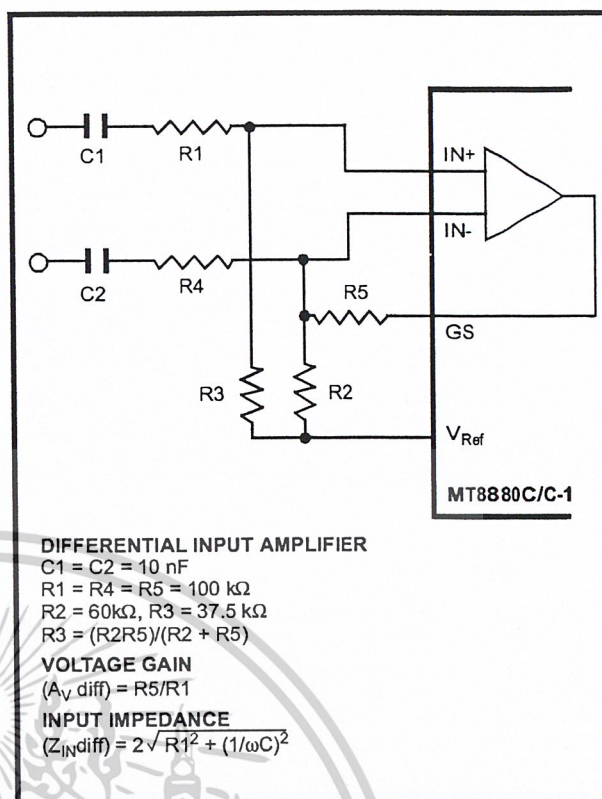 C1
R1
IN+
IN-
C2
R4
R5
GS
R3
R2
VRef
MT8880C/C-1
DIFFERENTIAL INPUT AMPLIFIER
C1 = C2 = 10 nF
R1 = R4 = R5 = 100 kΩ
R2 = 60kΩ, R3 = 37.5 kΩ
R3 = (R2R5)/(R2 + R5)
VOLTAGE GAIN
(AV diff) = R5/R1
INPUT IMPEDANCE
(ZINdiff) = 2√R1² + (1/ωC)²